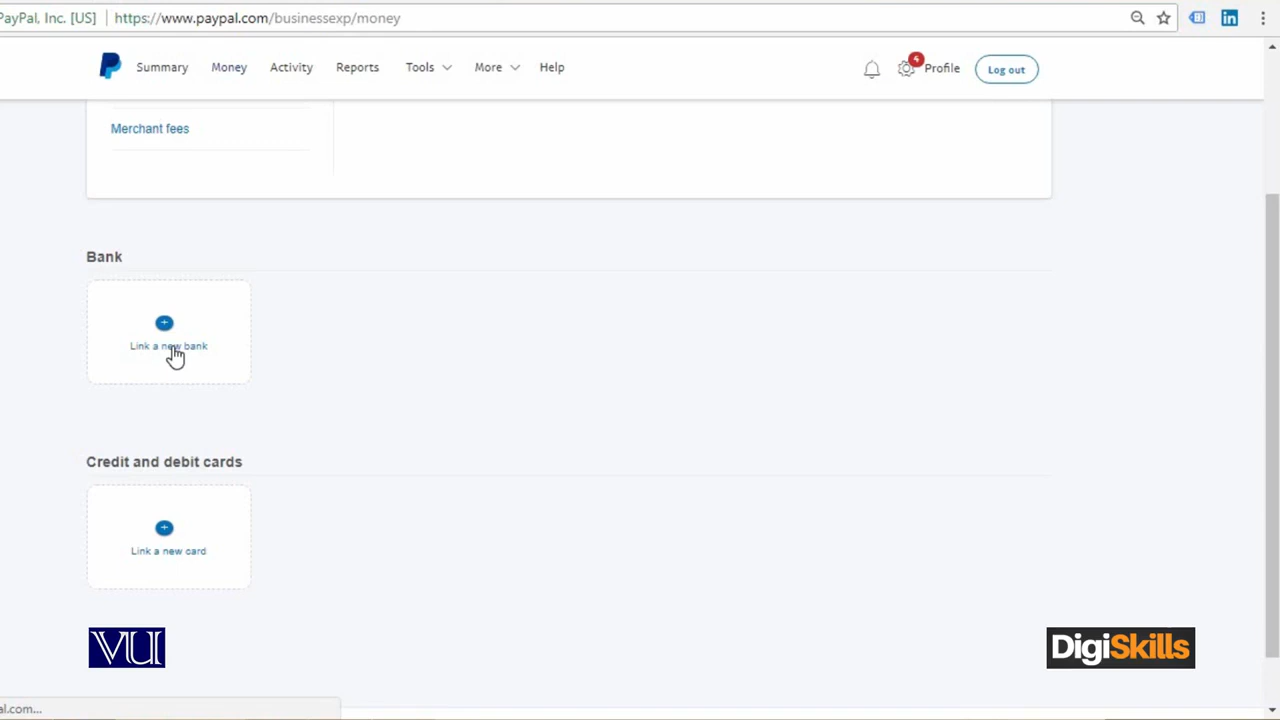 PayPal, Inc. [US] https://www.paypal.com/businessexp/money
Summary Money Activity Reports Tools More Help 4 Profile Log out
Merchant fees
Bank
Link a new bank
Credit and debit cards
Link a new card
VU DigiSkills
al.com...